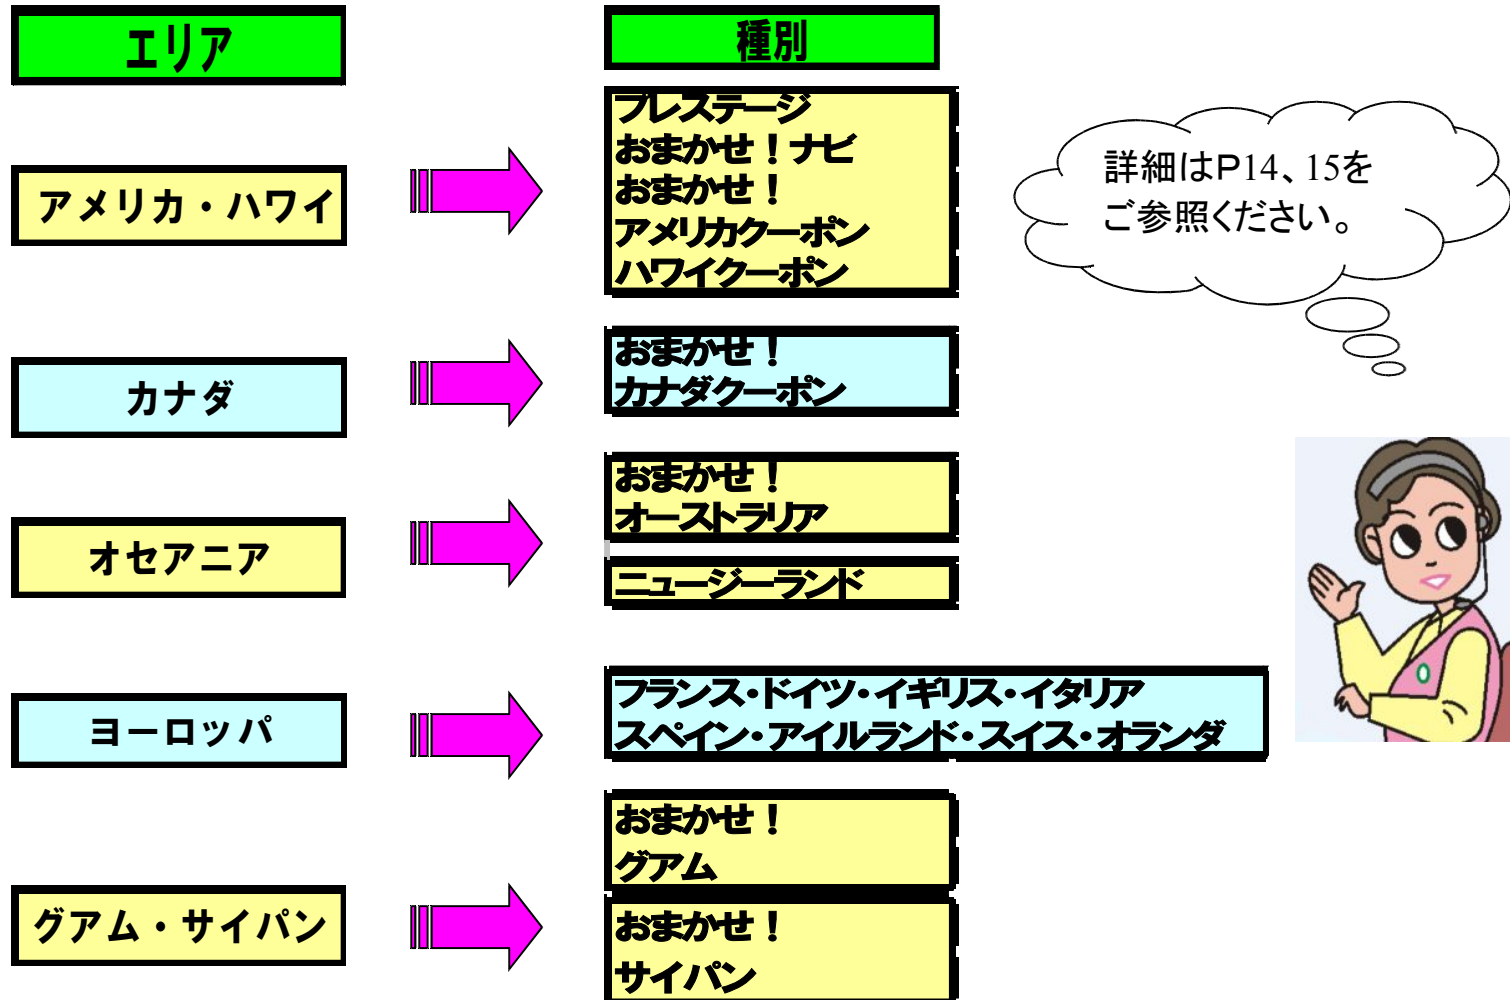 エリア
種別
アメリカ・ハワイ
プレステージ
おまかせ！ナビ
おまかせ！
アメリカクーポン
ハワイクーポン
詳細はP14、15を
ご参照ください。
カナダ
おまかせ！
カナダクーポン
オセアニア
おまかせ！
オーストラリア
ニュージーランド
ヨーロッパ
フランス・ドイツ・イギリス・イタリア
スペイン・アイルランド・スイス・オランダ
グアム・サイパン
おまかせ！
グアム
おまかせ！
サイパン